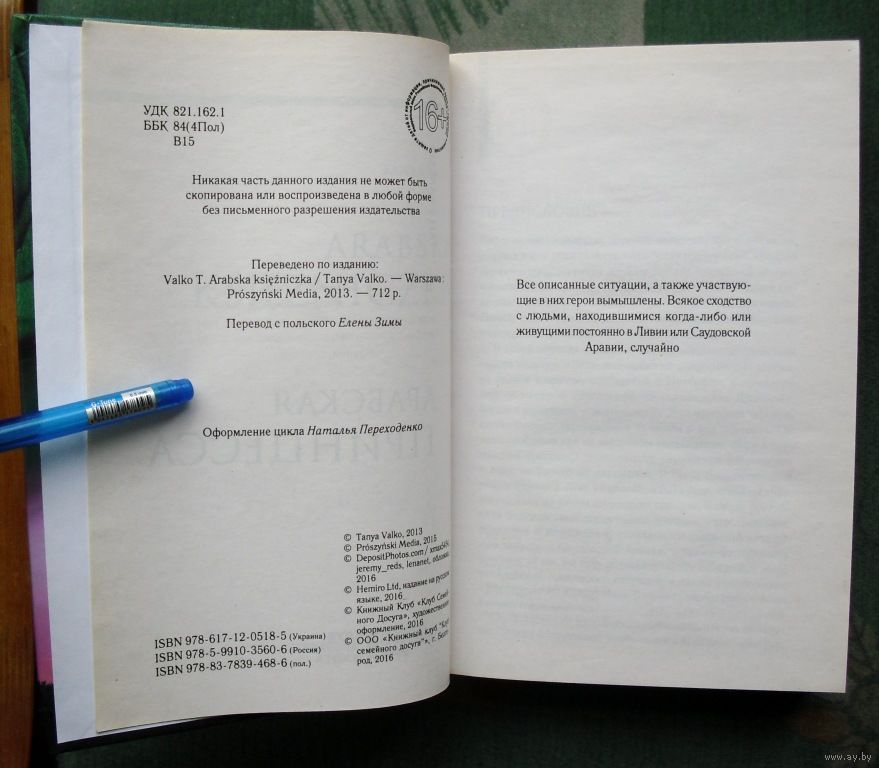 УДК 821.162.1
ББК 84(4Пол)
В15
16+
Никакая часть данного издания не может быть
скопирована или воспроизведена в любой форме
без письменного разрешения издательства
Переведено по изданию:
Valko T. Arabska księżniczka / Tanya Valko. — Warszawa :
Prószyński Media, 2013. — 712 p.
Перевод с польского Елены Зимы
Оформление цикла Наталья Переходенко
© Tanya Valko, 2013
© Prószyński Media, 2015
© DepositPhotos.com /
jeremy_reds, lenanet, обложка,
2016
© Hemiro Ltd, издание на русском
языке, 2016
© Книжный Клуб «Клуб Семей-
ного Досуга», художественное
оформление, 2016
© ООО «Книжный клуб "Клуб
семейного досуга"», г. Белго-
род, 2016
ISBN 978-617-12-0518-5 (Украина)
ISBN 978-5-9910-3560-6 (Россия)
ISBN 978-83-7839-468-6 (пол.)
Все описанные ситуации, а также участвую-
щие в них герои вымышлены. Всякое сходство
с людьми, находившимися когда-либо или
живущими постоянно в Ливии или Саудовской
Аравии, случайно
www.ay.by